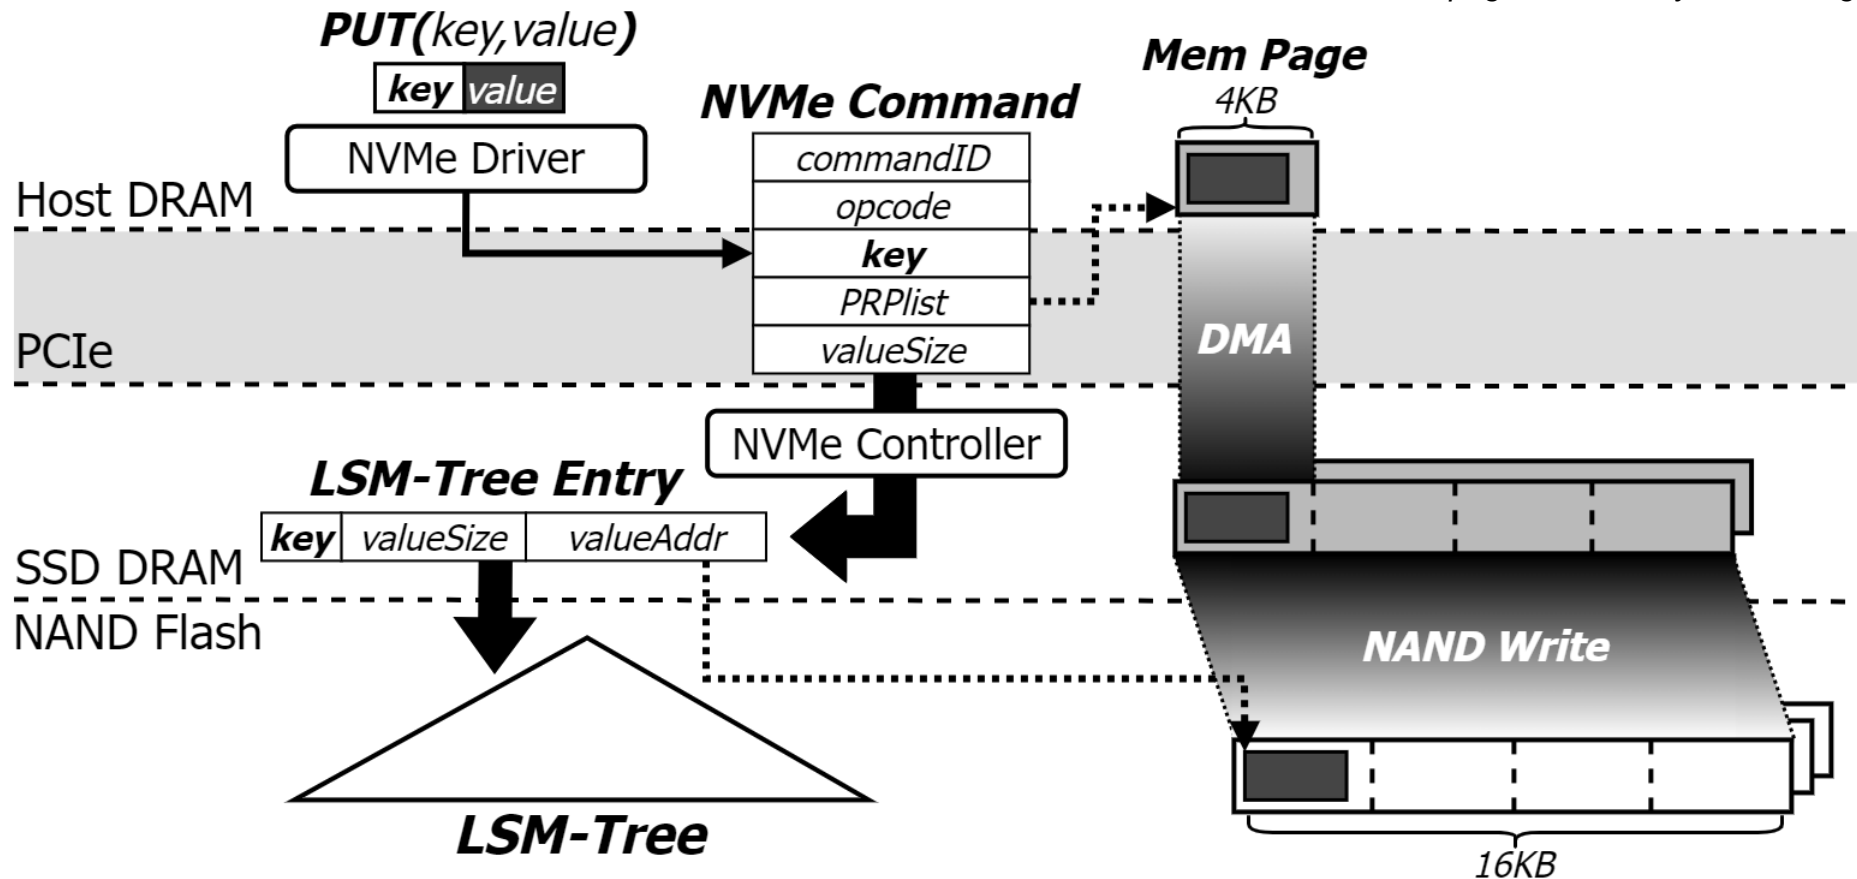 PUT(key,value)
key value
NVMe Driver
Host DRAM
PCIe
NVMe Command
commandID
opcode
key
PRPlist
valueSize
Mem Page
4KB
DMA
NVMe Controller
LSM-Tree Entry
key valueSize valueAddr
SSD DRAM
NAND Flash
NAND Write
LSM-Tree
16KB